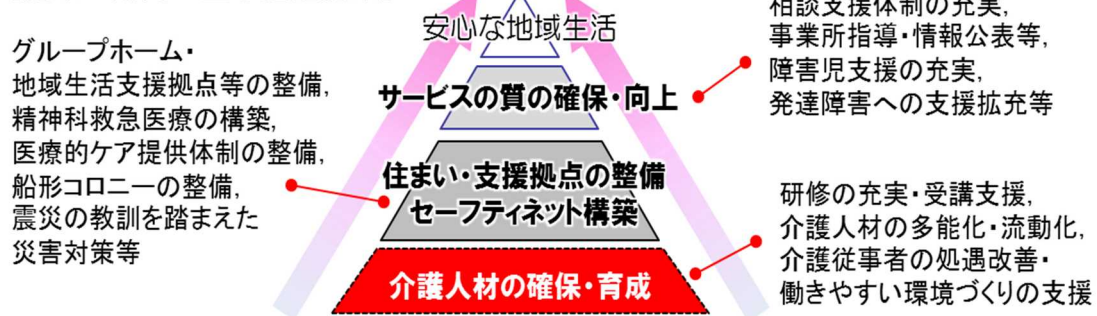 安心な地域生活
グループホーム・
地域生活支援拠点等の整備,
精神科救急医療の構築,
医療的ケア提供体制の整備,
船形コロニーの整備,
震災の教訓を踏まえた
災害対策等
サービスの質の確保・向上
相談支援体制の充実,
事業所指導・情報公表等,
障害児支援の充実,
発達障害への支援拡充等
住まい・支援拠点の整備
セーフティネット構築
介護人材の確保・育成
研修の充実・受講支援,
介護人材の多能化・流動化,
介護従事者の処遇改善・
働きやすい環境づくりの支援